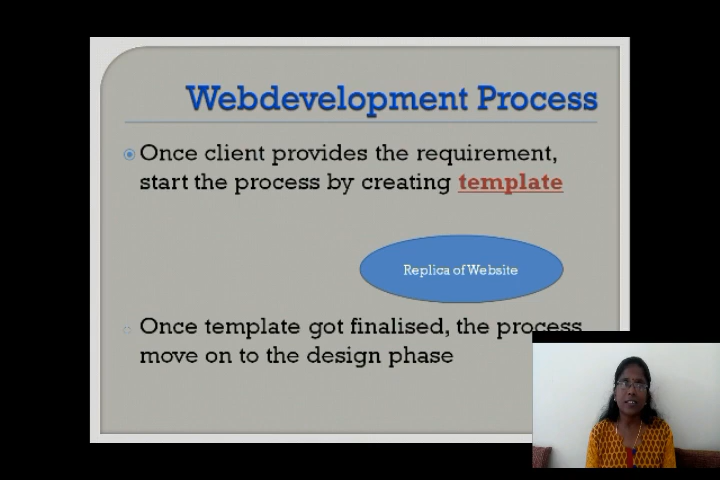 Webdevelopment Process
Once client provides the requirement,
start the process by creating template
Replica of Website
Once template got finalised, the process
move on to the design phase